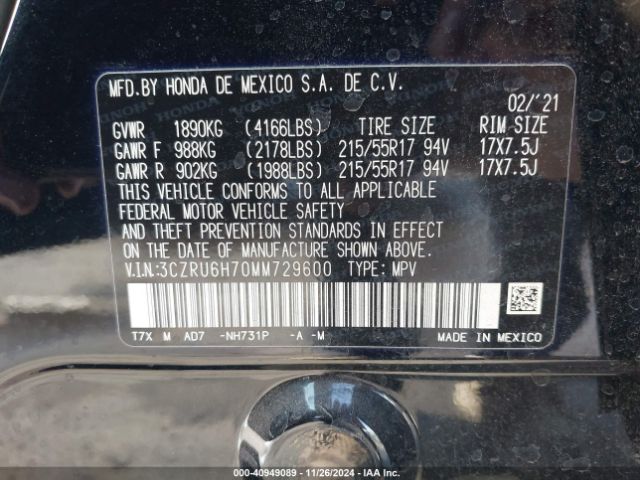 MFD.BY HONDA DE MEXICO S.A. DE C.V.
02/'21
GVWR 1890KG (4166LBS) TIRE SIZE RIM SIZE
GAWR F 988KG (2178LBS) 215/55R17 94V 17X7.5J
GAWR R 902KG (1988LBS) 215/55R17 94V 17X7.5J
THIS VEHICLE CONFORMS TO ALL APPLICABLE
FEDERAL MOTOR VEHICLE SAFETY
AND THEFT PREVENTION STANDARDS IN EFFECT
ON THE DATE OF MANUFACTURE SHOWN ABOVE.
V.I.N.:3CZRU6H70MM729600 TYPE: MPV
T7X M AD7 -NH731P -A -M MADE IN MEXICO
000-40949089 - 11/26/2024 - IAA Inc.